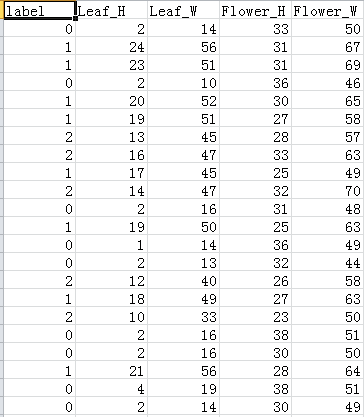 label Leaf_H Leaf_W Flower_H Flower_W
0 2 14 33 50
1 24 56 31 67
1 23 51 31 69
0 2 10 36 46
1 20 52 30 65
1 19 51 27 58
2 13 45 28 57
2 16 47 33 63
1 17 45 25 49
2 14 47 32 70
0 2 16 31 48
1 19 50 25 63
0 1 14 36 49
0 2 13 32 44
2 12 40 26 58
1 18 49 27 63
2 10 33 23 50
0 2 16 38 51
0 2 16 30 50
1 21 56 28 64
0 4 19 38 51
0 2 14 30 49